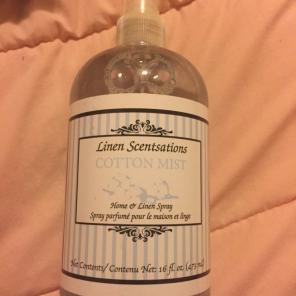 Linen Scentsations
COTTON MIST
Home & Linen Spray
Spray parfumé pour le maison et linge
Net Contents/ Contenu Net: 16 fl. oz. (473 mL)